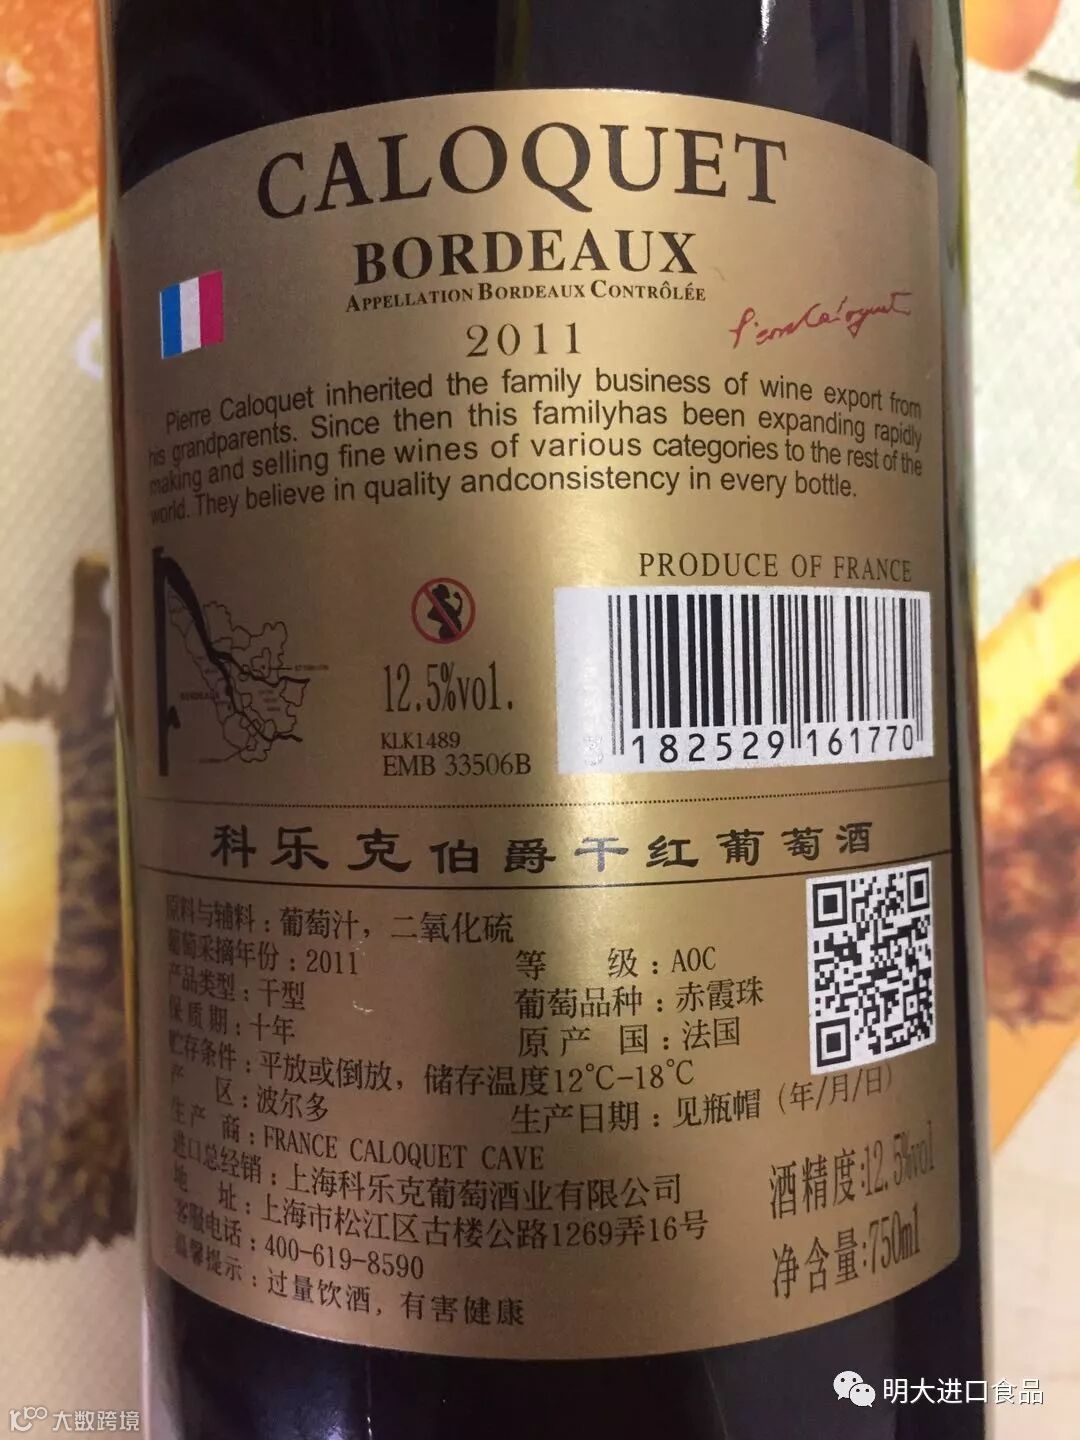 CALOQUET
BORDEAUX
APPELLATION BORDEAUX CONTRÔLÉE
2011
Pierre Caloquet
Pierre Caloquet inherited the family business of wine export from
his grandparents. Since then this familyhas been expanding rapidly
making and selling fine wines of various categories to the rest of the
world. They believe in quality andconsistency in every bottle.
PRODUCE OF FRANCE
12.5%vol.
KLK1489
EMB 33506B
182529 161770
科乐克伯爵干红葡萄酒
原料与辅料：葡萄汁，二氧化硫
葡萄采摘年份：2011 等级：AOC
产品类型：干型 葡萄品种：赤霞珠
保质期：十年 原产国：法国
贮存条件：平放或倒放，储存温度12℃-18℃
产区：波尔多 生产日期：见瓶帽（年/月/日）
生产商：FRANCE CALOQUET CAVE
进口总经销：上海科乐克葡萄酒业有限公司
地址：上海市松江区古楼公路1269弄16号
客服电话：400-619-8590
温馨提示：过量饮酒，有害健康
酒精度:12.5%vol
净含量:750ml
明大进口食品
大数跨境